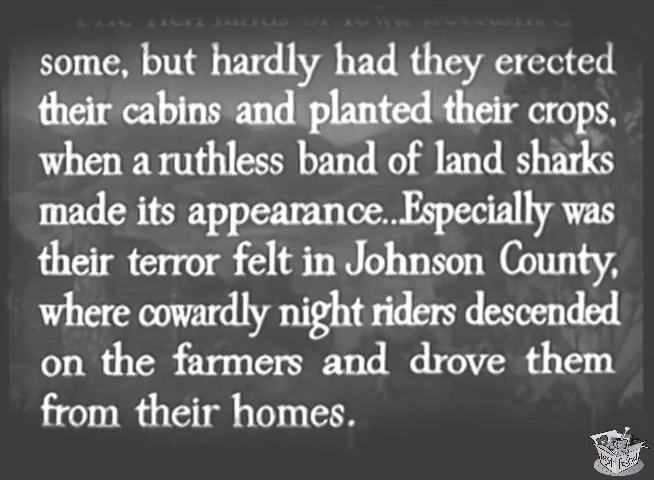 some, but hardly had they erected
their cabins and planted their crops,
when a ruthless band of land sharks
made its appearance...Especially was
their terror felt in Johnson County,
where cowardly night riders descended
on the farmers and drove them
from their homes.